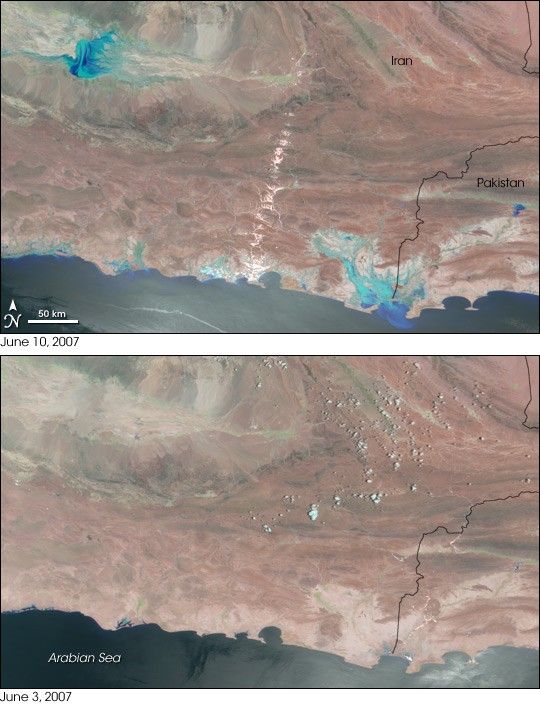 Iran
Pakistan
N
50 km
June 10, 2007
Arabian Sea
June 3, 2007